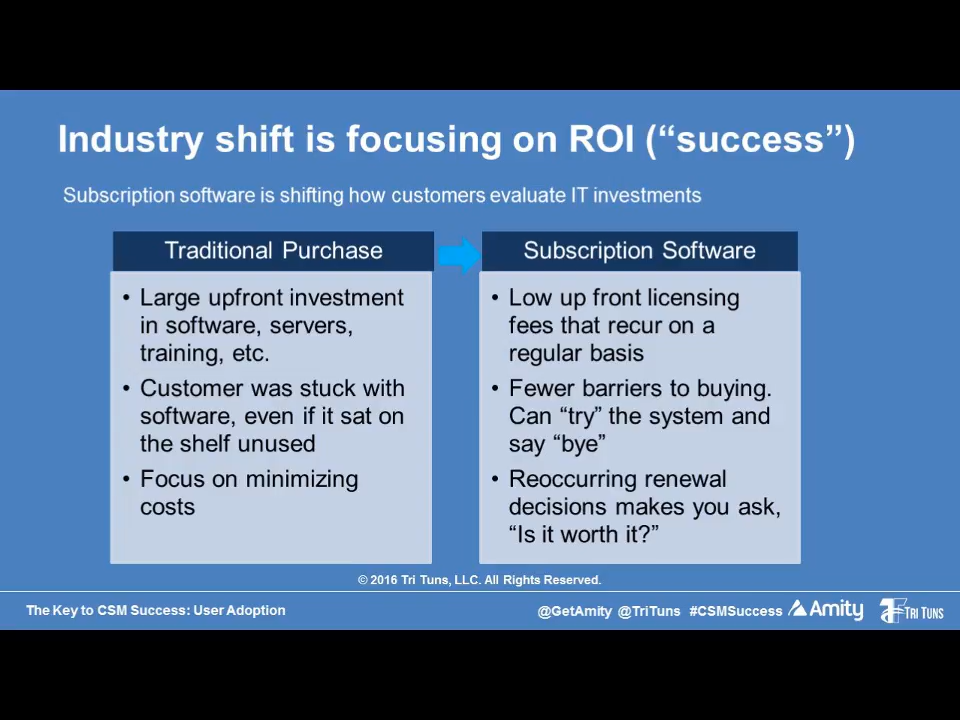 Industry shift is focusing on ROI (“success”)
Subscription software is shifting how customers evaluate IT investments
Traditional Purchase
• Large upfront investment
in software, servers,
training, etc.
• Customer was stuck with
software, even if it sat on
the shelf unused
• Focus on minimizing
costs
Subscription Software
• Low up front licensing
fees that recur on a
regular basis
• Fewer barriers to buying.
Can “try” the system and
say “bye”
• Reoccurring renewal
decisions makes you ask,
“Is it worth it?”
© 2016 Tri Tuns, LLC. All Rights Reserved.
The Key to CSM Success: User Adoption
@GetAmity @TriTuns #CSMSuccess Amity TRI TUNS